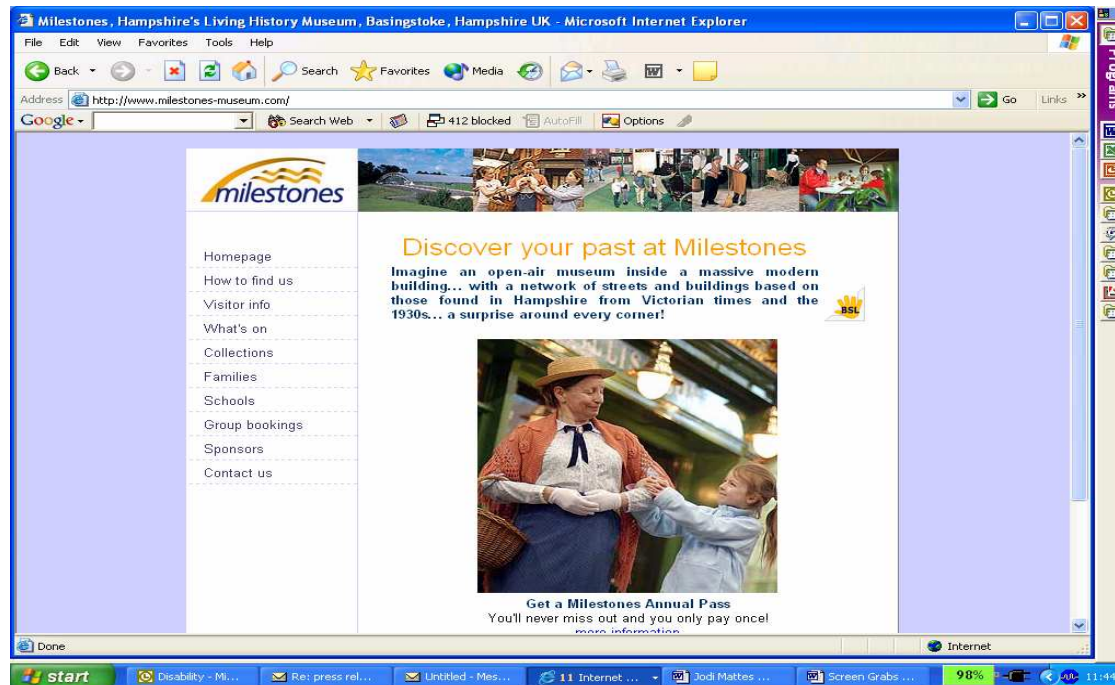 Milestones, Hampshire's Living History Museum, Basingstoke, Hampshire UK - Microsoft Internet Explorer
File Edit View Favorites Tools Help
Back Search Favorites Media
Address http://www.milestones-museum.com/ Go Links »
Google Search Web 412 blocked AutoFill Options
Programs
milestones
Homepage
How to find us
Visitor info
What's on
Collections
Families
Schools
Group bookings
Sponsors
Contact us
Discover your past at Milestones
Imagine an open-air museum inside a massive modern
building... with a network of streets and buildings based on
those found in Hampshire from Victorian times and the
1930s... a surprise around every corner!
BSL
Get a Milestones Annual Pass
You'll never miss out and you only pay once!
more information
Done Internet
start Disability - Mi... Re: press rel... Untitled - Mes... 11 Internet ... Jodi Mattes ... Screen Grabs ... 98%